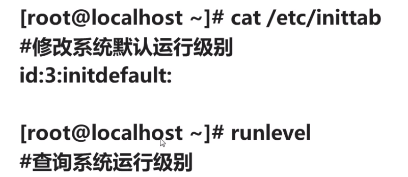 [root@localhost ~]# cat /etc/inittab
#修改系统默认运行级别
id:3:initdefault:
[root@localhost ~]# runlevel
#查询系统运行级别